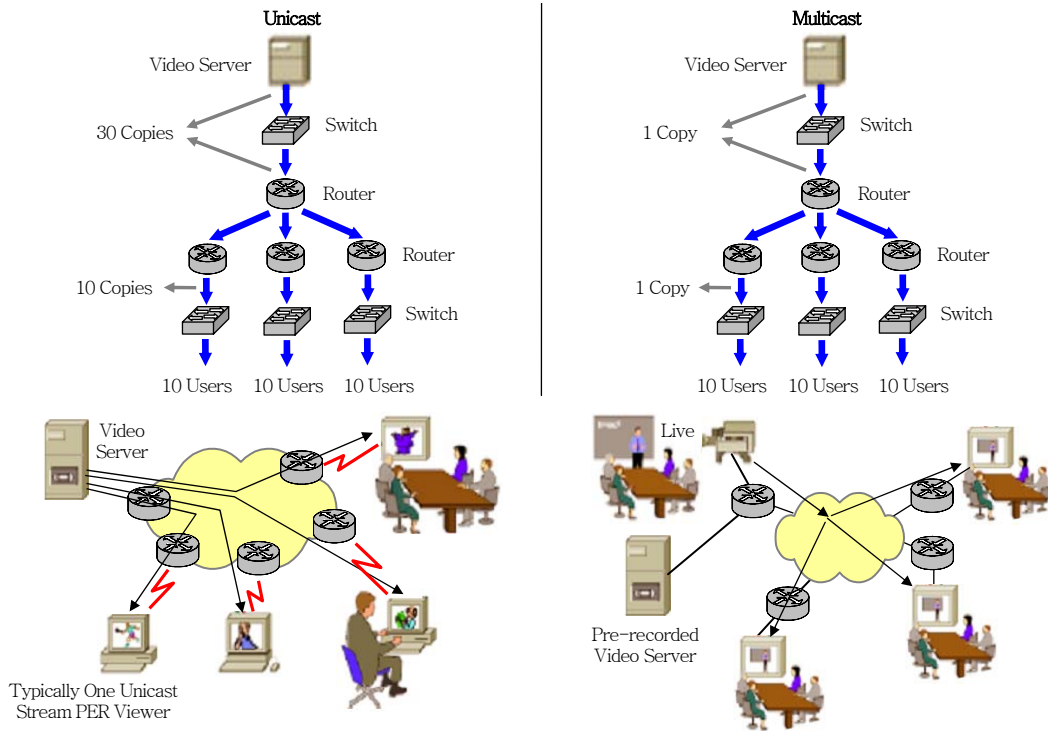 Unicast
Video Server
30 Copies
Switch
Router
Router
10 Copies
Switch
10 Users
10 Users
10 Users
Multicast
Video Server
1 Copy
Switch
Router
Router
1 Copy
Switch
10 Users
10 Users
10 Users
Video
Server
Typically One Unicast
Stream PER Viewer
Live
Pre-recorded
Video Server